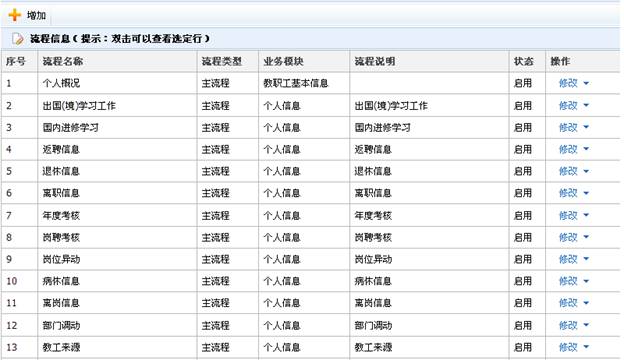 增加
流程信息（提示：双击可以查看选定行）
序号 流程名称 流程类型 业务模块 流程说明 状态 操作
1 个人概况 主流程 教职工基本信息 启用 修改
2 出国(境)学习工作 主流程 个人信息 出国(境)学习工作 启用 修改
3 国内进修学习 主流程 个人信息 国内进修学习 启用 修改
4 返聘信息 主流程 个人信息 返聘信息 启用 修改
5 退休信息 主流程 个人信息 退休信息 启用 修改
6 离职信息 主流程 个人信息 离职信息 启用 修改
7 年度考核 主流程 个人信息 年度考核 启用 修改
8 岗聘考核 主流程 个人信息 岗聘考核 启用 修改
9 岗位异动 主流程 个人信息 岗位异动 启用 修改
10 病休信息 主流程 个人信息 病休信息 启用 修改
11 离岗信息 主流程 个人信息 离岗信息 启用 修改
12 部门调动 主流程 个人信息 部门调动 启用 修改
13 教工来源 主流程 个人信息 教工来源 启用 修改